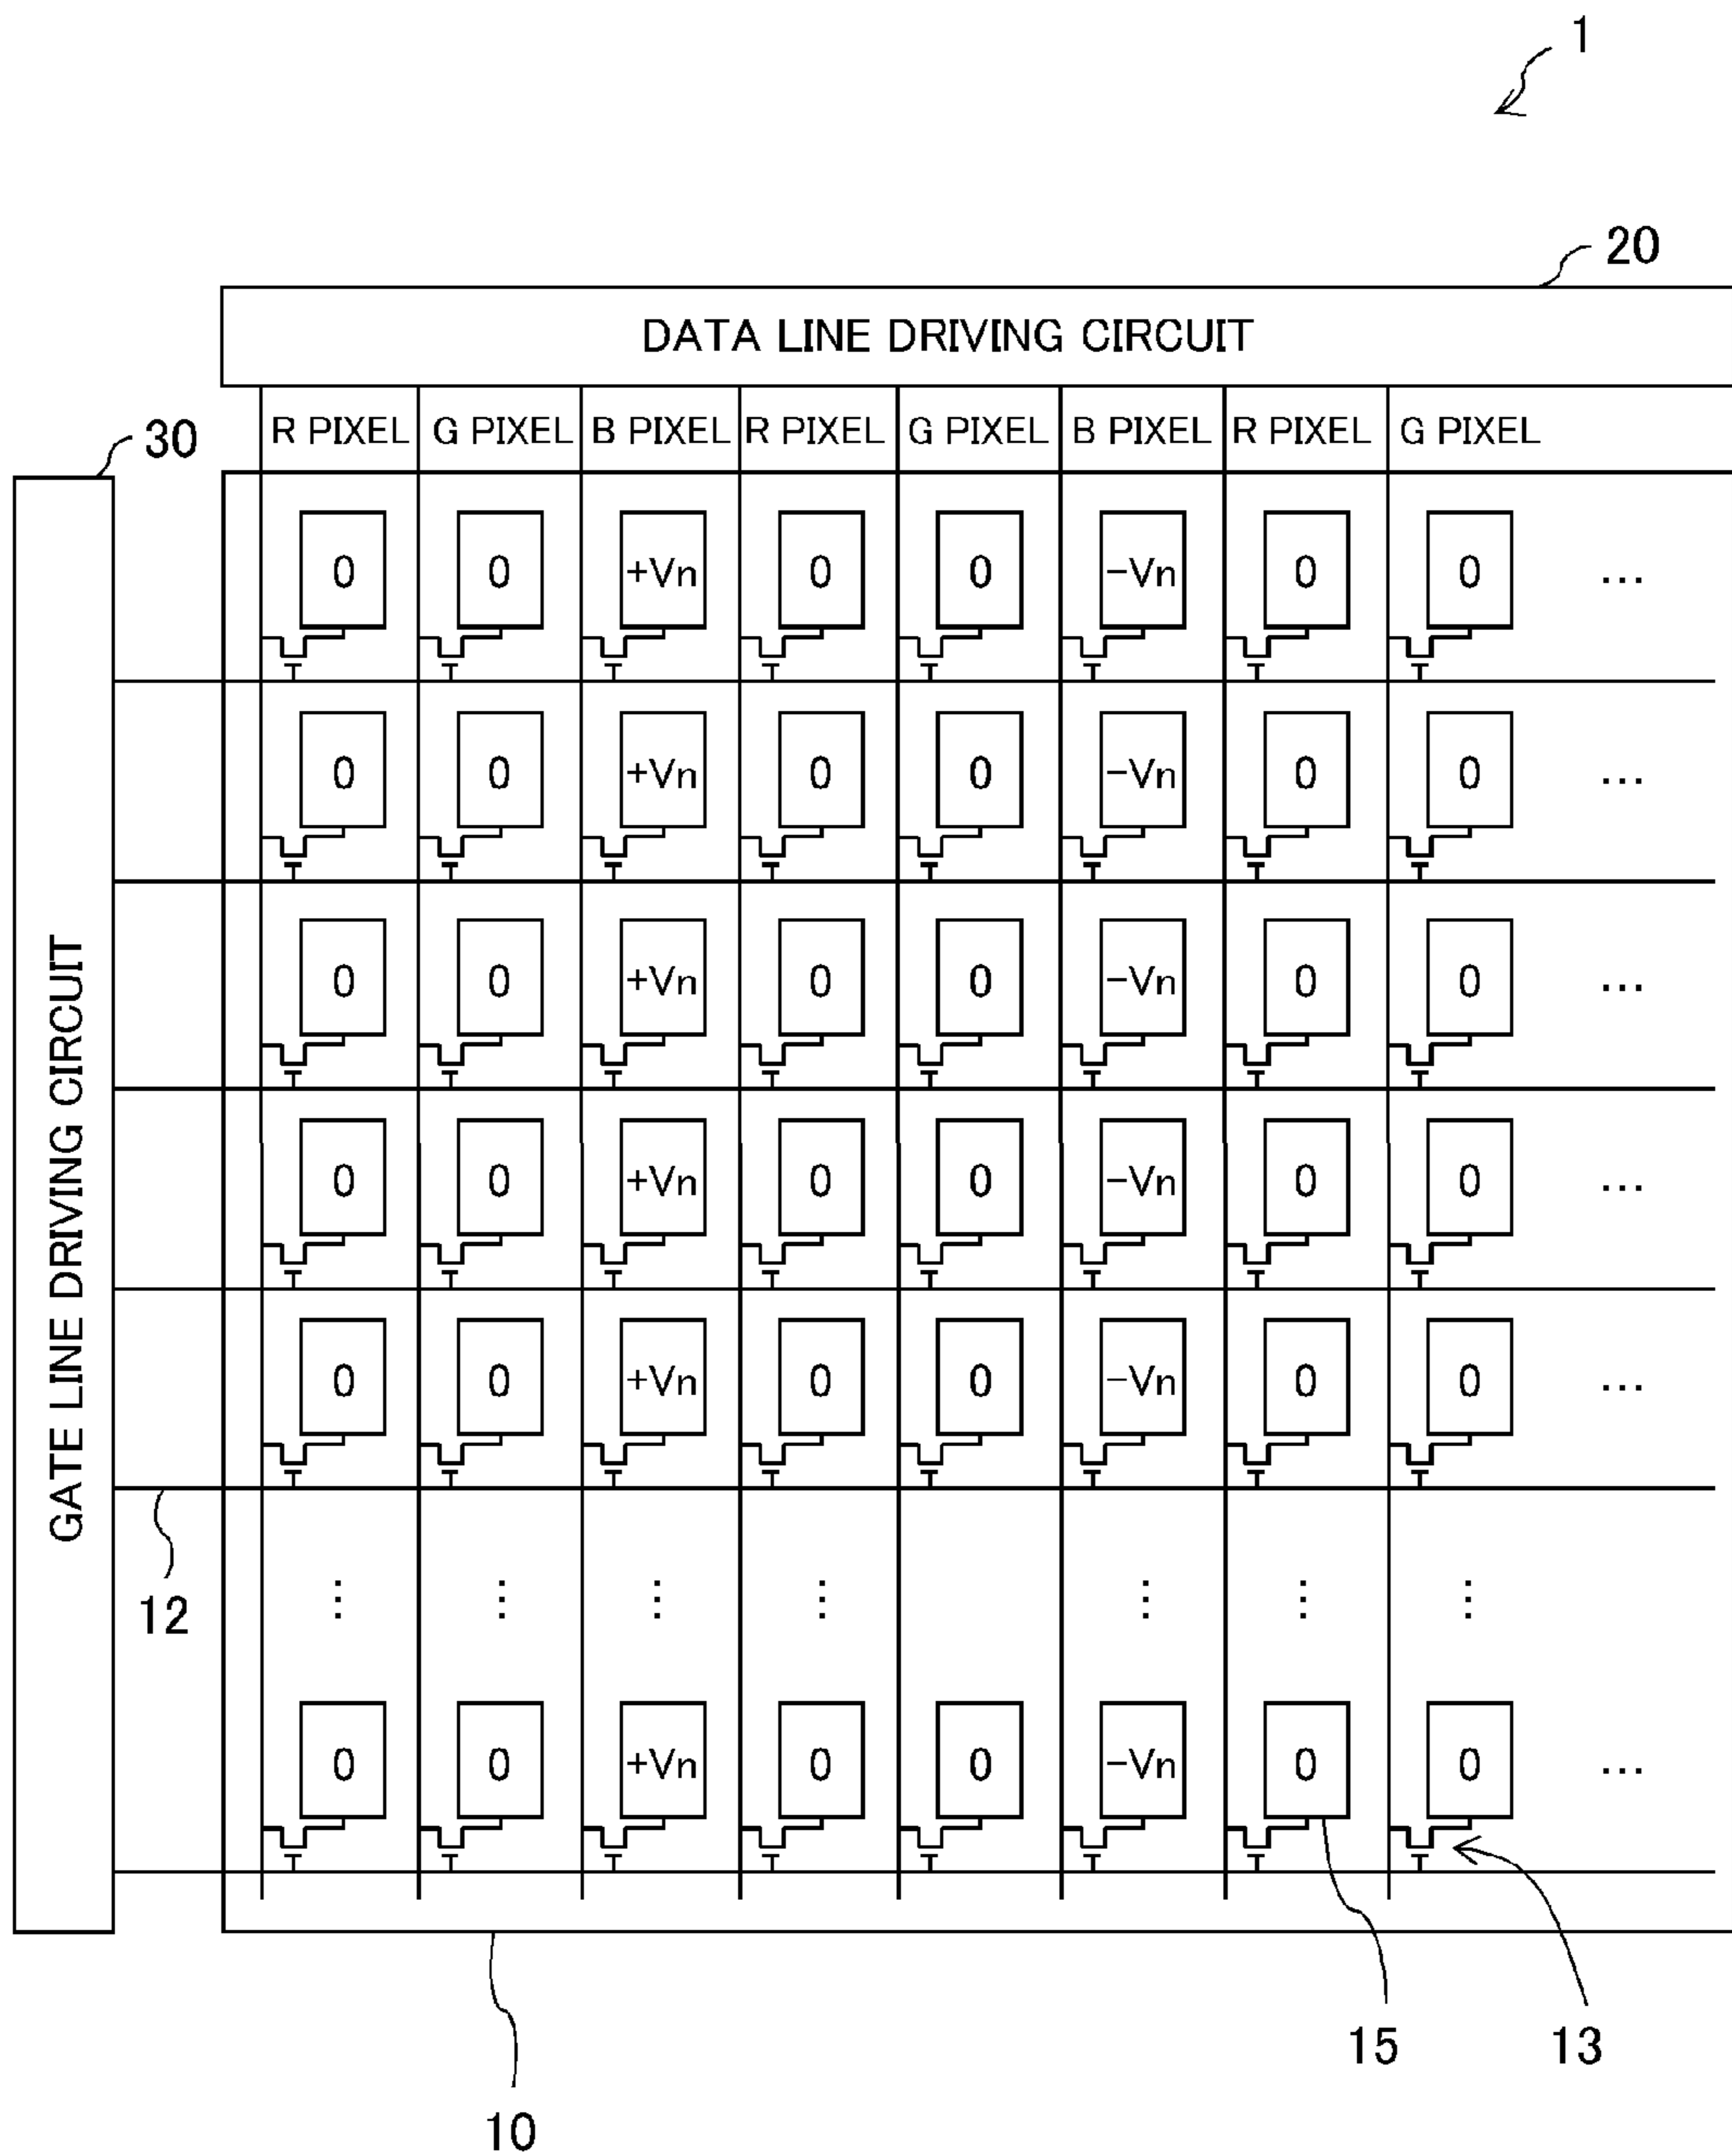 1
20
DATA LINE DRIVING CIRCUIT
R PIXEL G PIXEL B PIXEL R PIXEL G PIXEL B PIXEL R PIXEL G PIXEL
30
GATE LINE DRIVING CIRCUIT
0 0 +Vn 0 0 -Vn 0 0 ...
0 0 +Vn 0 0 -Vn 0 0 ...
0 0 +Vn 0 0 -Vn 0 0 ...
0 0 +Vn 0 0 -Vn 0 0 ...
0 0 +Vn 0 0 -Vn 0 0 ...
12
⋮ ⋮ ⋮ ⋮ ⋮ ⋮ ⋮
0 0 +Vn 0 0 -Vn 0 0 ...
15 13
10